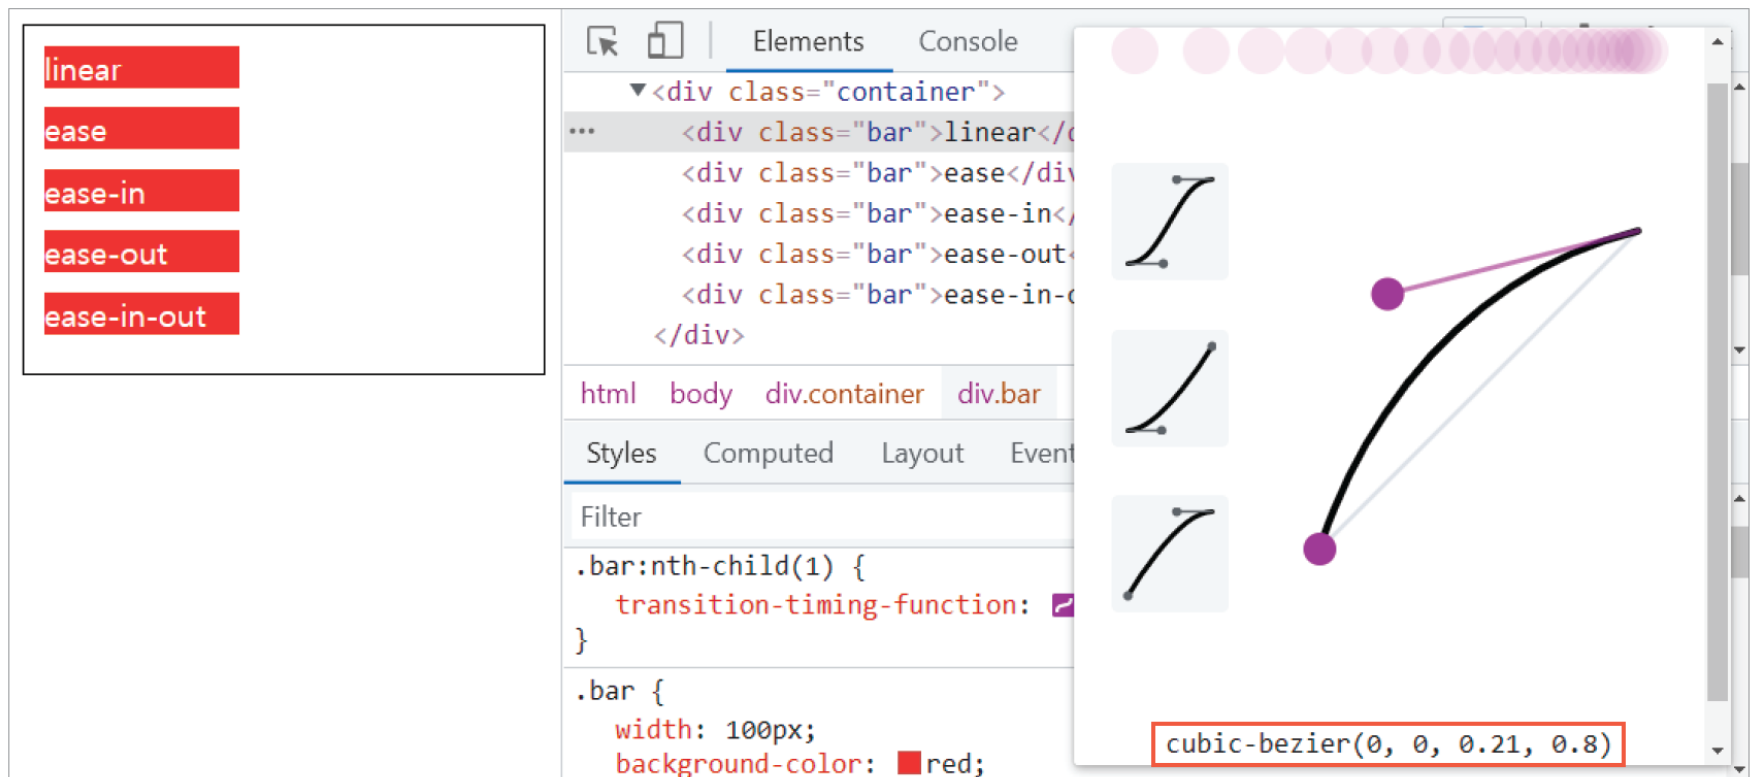 linear
ease
ease-in
ease-out
ease-in-out
Elements Console
<div class="container">
<div class="bar">linear</
<div class="bar">ease</div
<div class="bar">ease-in</
<div class="bar">ease-out<
<div class="bar">ease-in-
</div>
html body div.container div.bar
Styles Computed Layout Event
Filter
.bar:nth-child(1) {
transition-timing-function:
}
.bar {
width: 100px;
background-color: red;
cubic-bezier(0, 0, 0.21, 0.8)